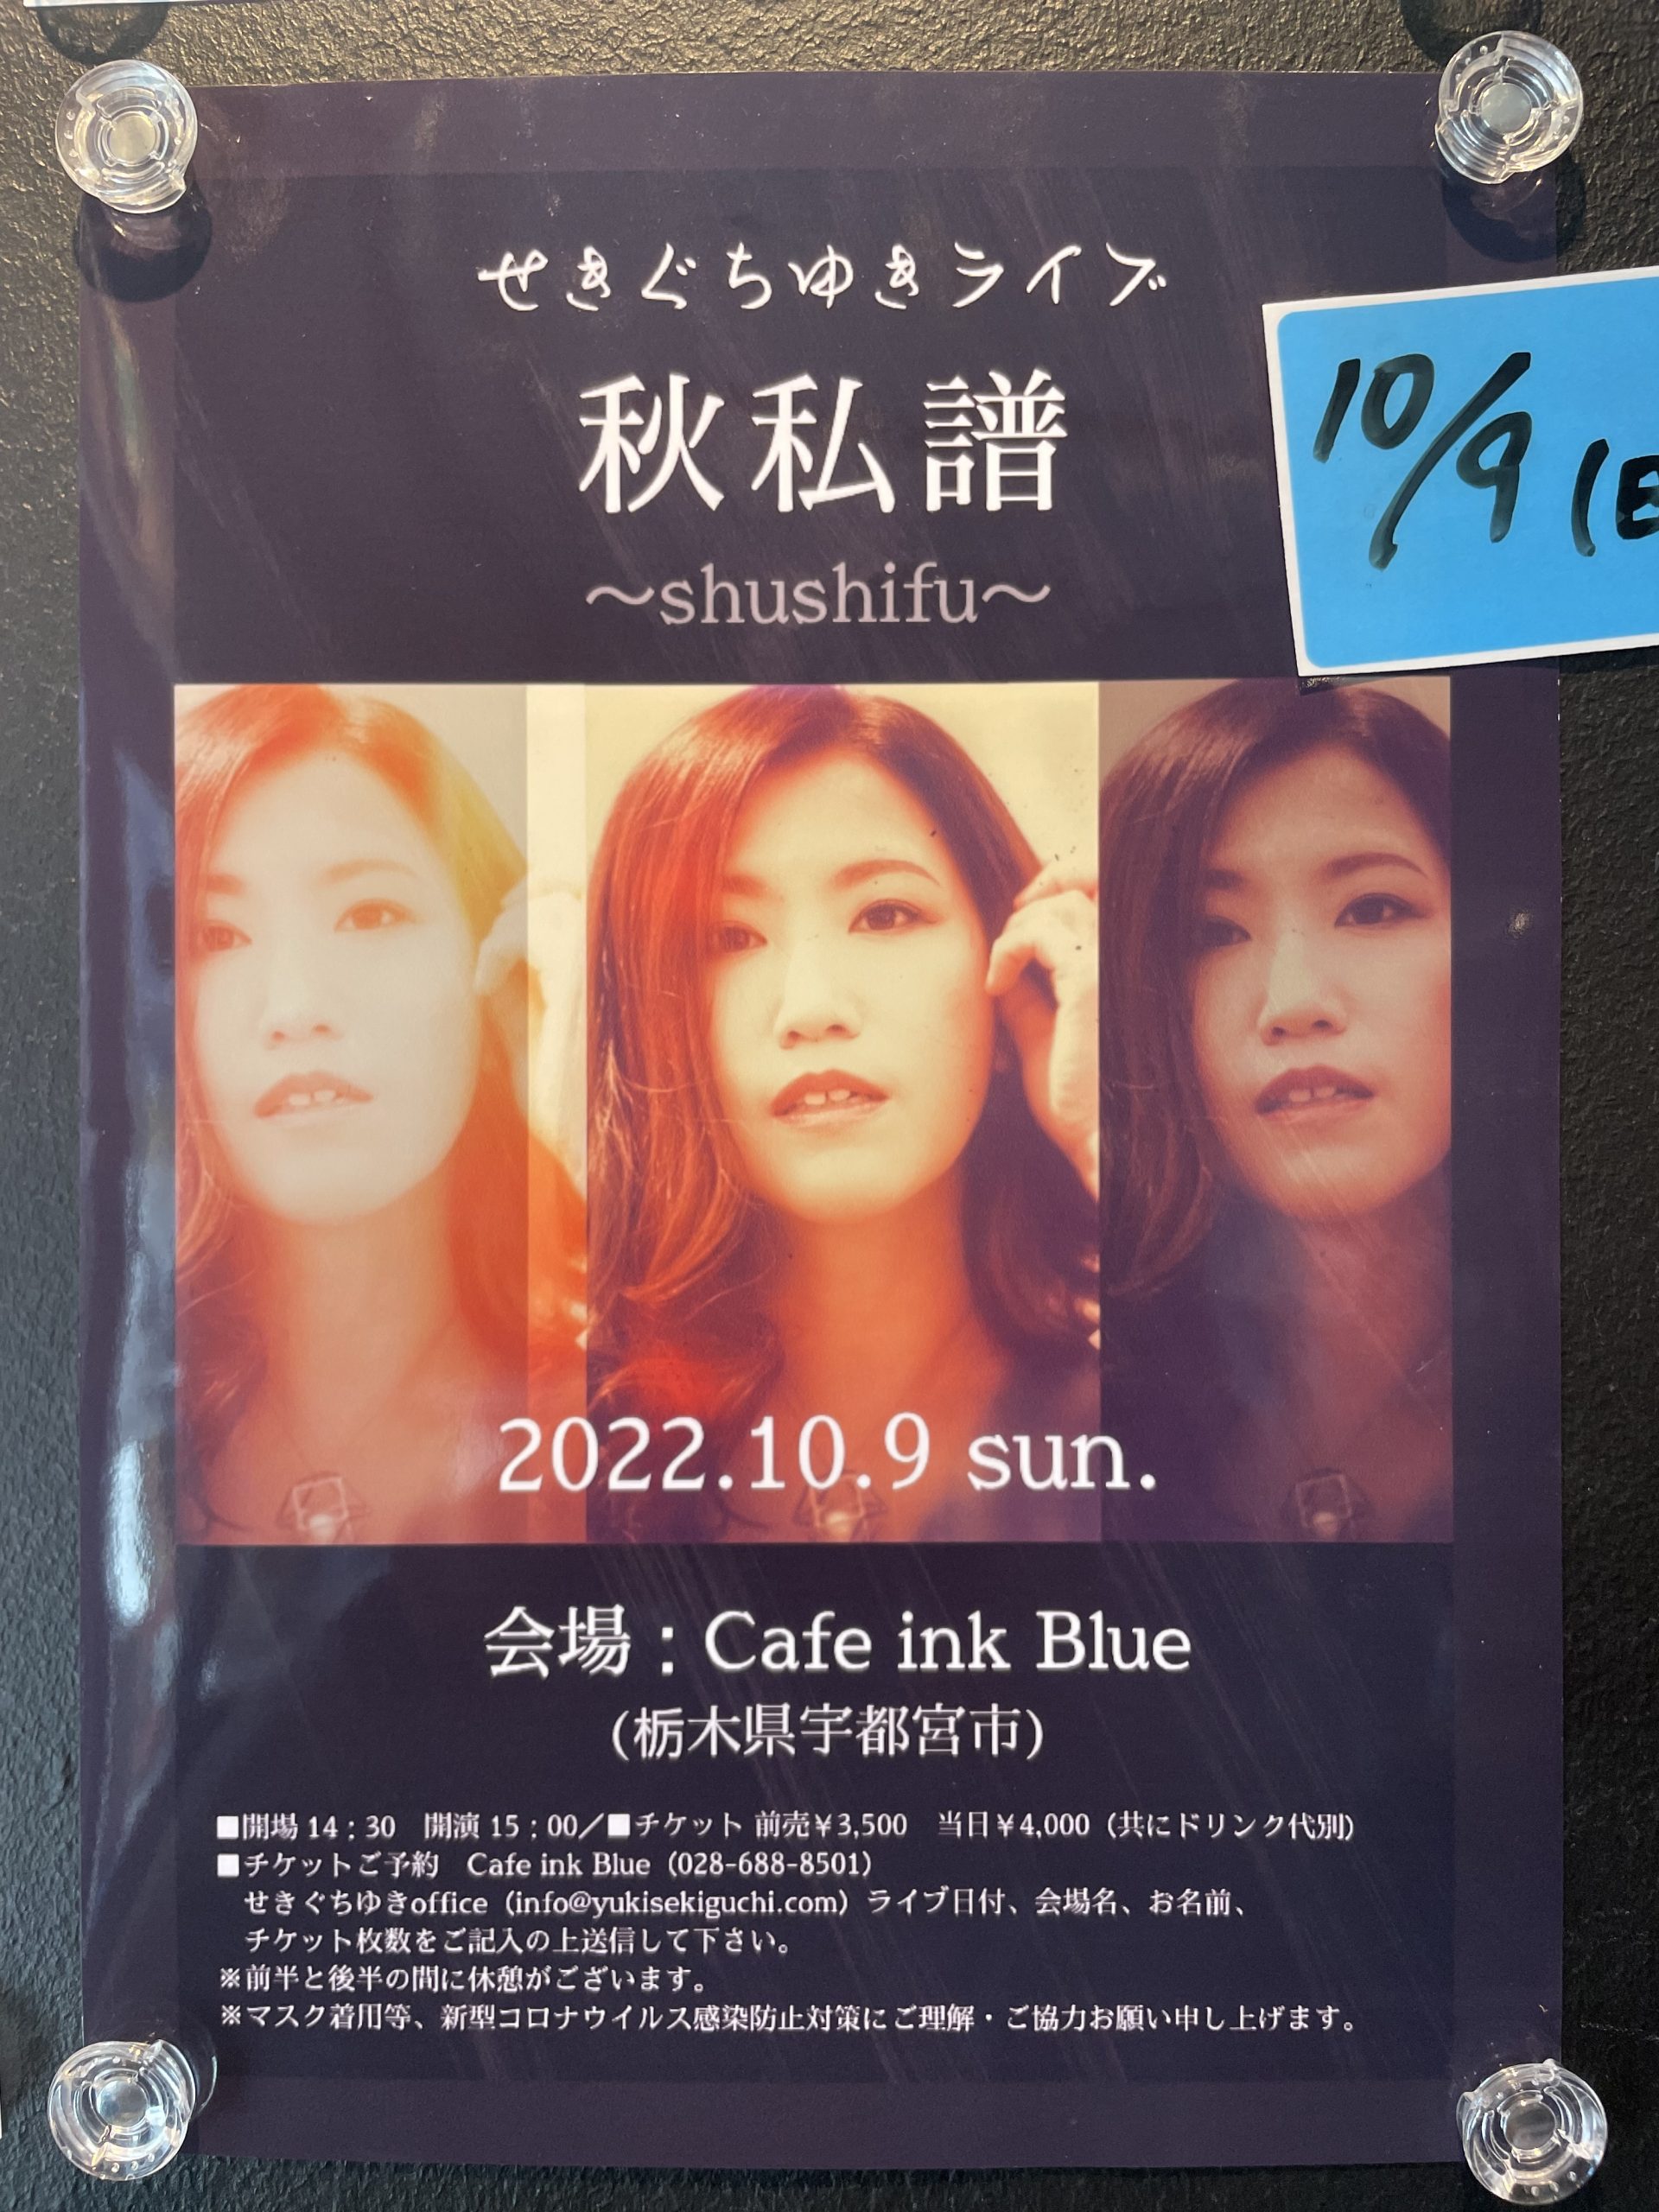 せきぐちゆきライブ
秋私譜
～shushifu～
10/9(日
2022.10.9 sun.
会場：Cafe ink Blue
(栃木県宇都宮市)
■開場 14：30　開演 15：00／■チケット 前売￥3,500　当日￥4,000（共にドリンク代別）
■チケットご予約　Cafe ink Blue（028-688-8501）
せきぐちゆきoffice（info@yukisekiguchi.com）ライブ日付、会場名、お名前、
チケット枚数をご記入の上送信して下さい。
※前半と後半の間に休憩がございます。
※マスク着用等、新型コロナウイルス感染防止対策にご理解・ご協力お願い申し上げます。